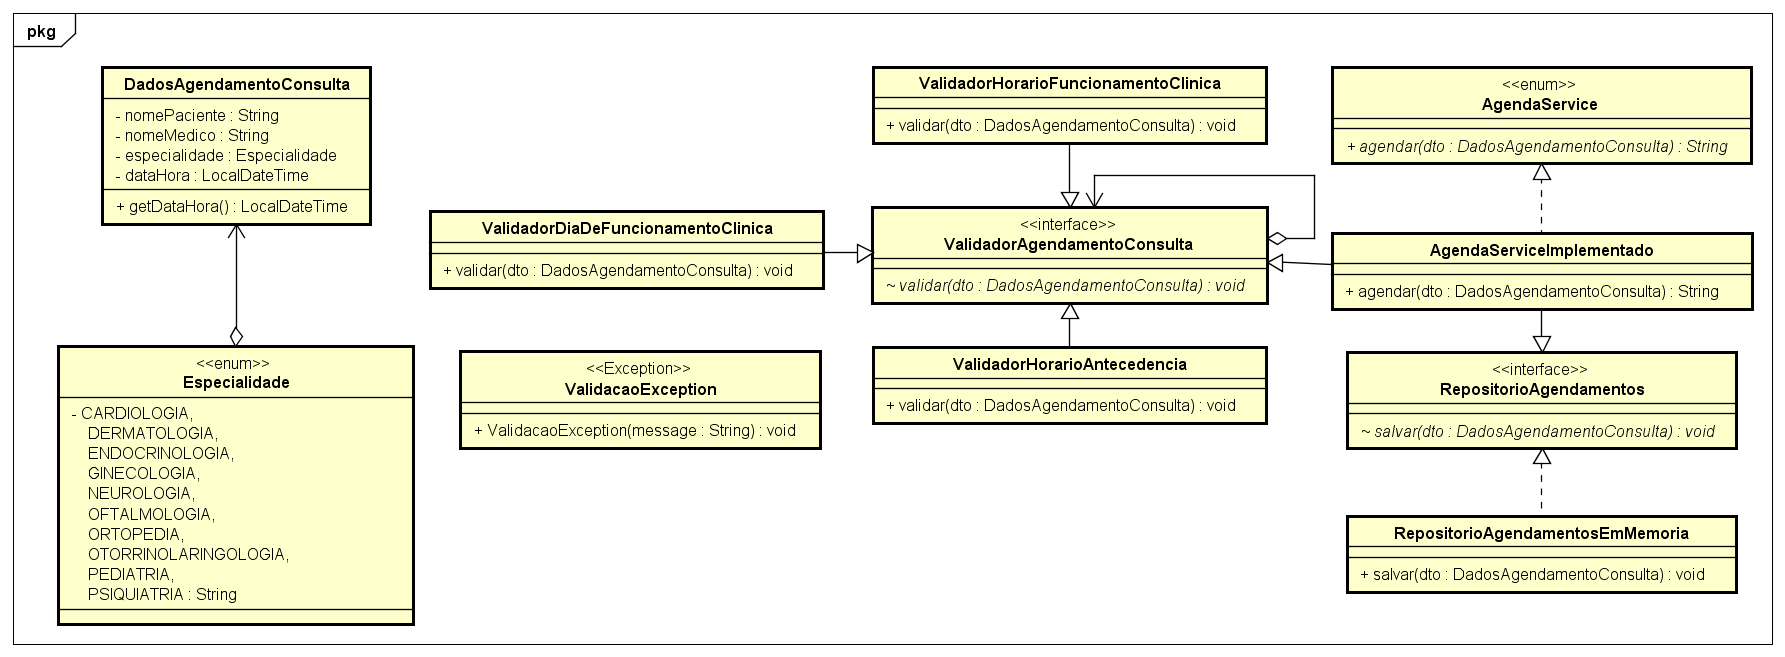 pkg
DadosAgendamentoConsulta
- nomePaciente : String
- nomeMedico : String
- especialidade : Especialidade
- dataHora : LocalDateTime
+ getDataHora() : LocalDateTime
<<enum>>
Especialidade
- CARDIOLOGIA,
DERMATOLOGIA,
ENDOCRINOLOGIA,
GINECOLOGIA,
NEUROLOGIA,
OFTALMOLOGIA,
ORTOPEDIA,
OTORRINOLARINGOLOGIA,
PEDIATRIA,
PSIQUIATRIA : String
ValidadorDiaDeFuncionamentoClinica
+ validar(dto : DadosAgendamentoConsulta) : void
<<Exception>>
ValidacaoException
+ ValidacaoException(message : String) : void
ValidadorHorarioFuncionamentoClinica
+ validar(dto : DadosAgendamentoConsulta) : void
<<interface>>
ValidadorAgendamentoConsulta
~ validar(dto : DadosAgendamentoConsulta) : void
ValidadorHorarioAntecedencia
+ validar(dto : DadosAgendamentoConsulta) : void
<<enum>>
AgendaService
+ agendar(dto : DadosAgendamentoConsulta) : String
AgendaServiceImplementado
+ agendar(dto : DadosAgendamentoConsulta) : String
<<interface>>
RepositorioAgendamentos
~ salvar(dto : DadosAgendamentoConsulta) : void
RepositorioAgendamentosEmMemoria
+ salvar(dto : DadosAgendamentoConsulta) : void